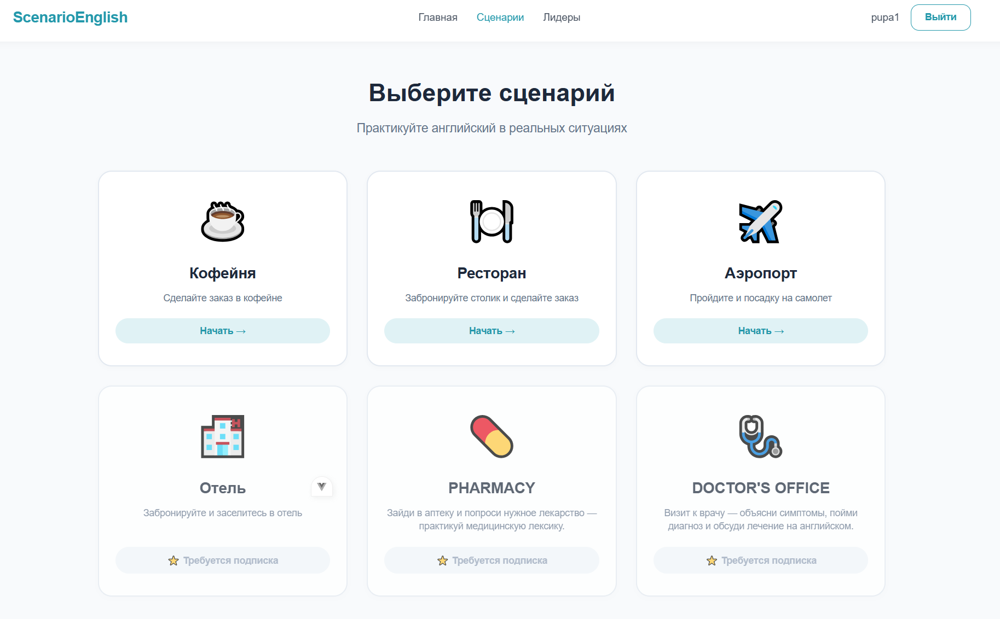 ScenarioEnglish
Главная
Сценарии
Лидеры
pupa1
Выйти
Выберите сценарий
Практикуйте английский в реальных ситуациях
Кофейня
Сделайте заказ в кофейне
Начать →
Ресторан
Забронируйте столик и сделайте заказ
Начать →
Аэропорт
Пройдите и посадку на самолет
Начать →
Отель
Забронируйте и заселитесь в отель
Требуется подписка
PHARMACY
Зайди в аптеку и попроси нужное лекарство —
практикуй медицинскую лексику.
Требуется подписка
DOCTOR'S OFFICE
Визит к врачу — объясни симптомы, пойми
диагноз и обсуди лечение на английском.
Требуется подписка